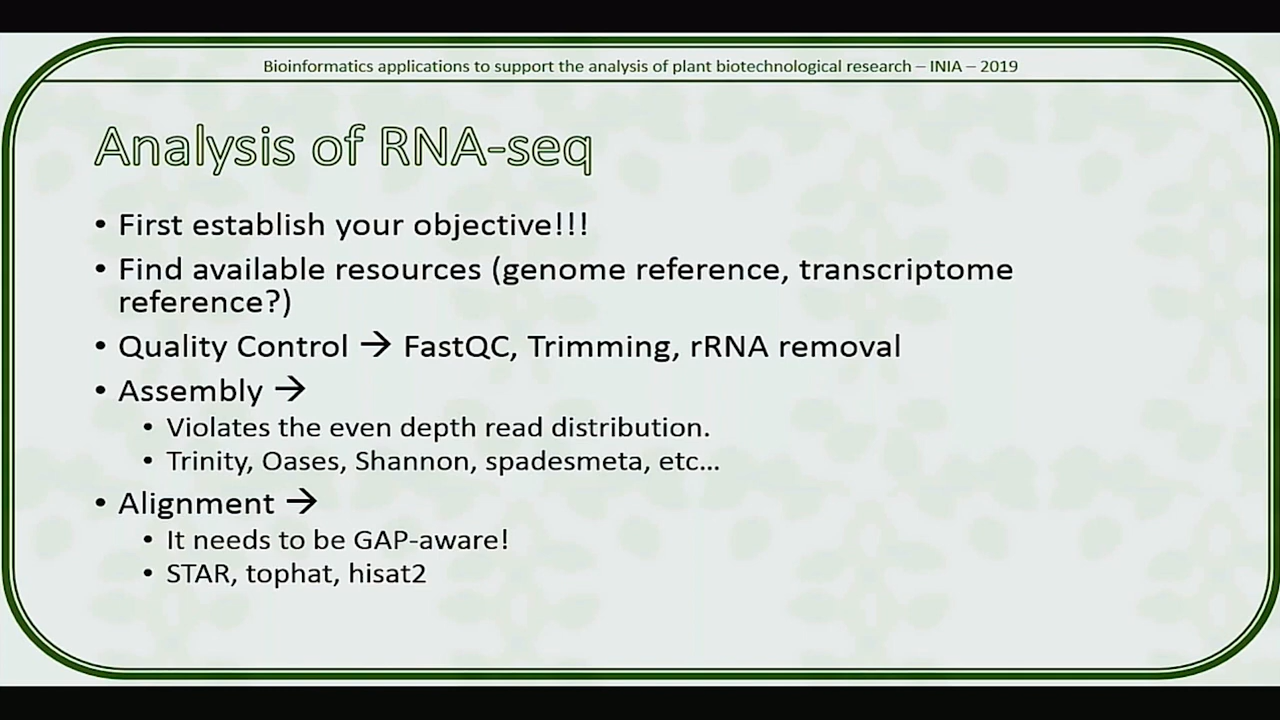 Bioinformatics applications to support the analysis of plant biotechnological research – INIA – 2019
Analysis of RNA-seq
• First establish your objective!!!
• Find available resources (genome reference, transcriptome
reference?)
• Quality Control → FastQC, Trimming, rRNA removal
• Assembly →
• Violates the even depth read distribution.
• Trinity, Oases, Shannon, spadesmeta, etc…
• Alignment →
• It needs to be GAP-aware!
• STAR, tophat, hisat2